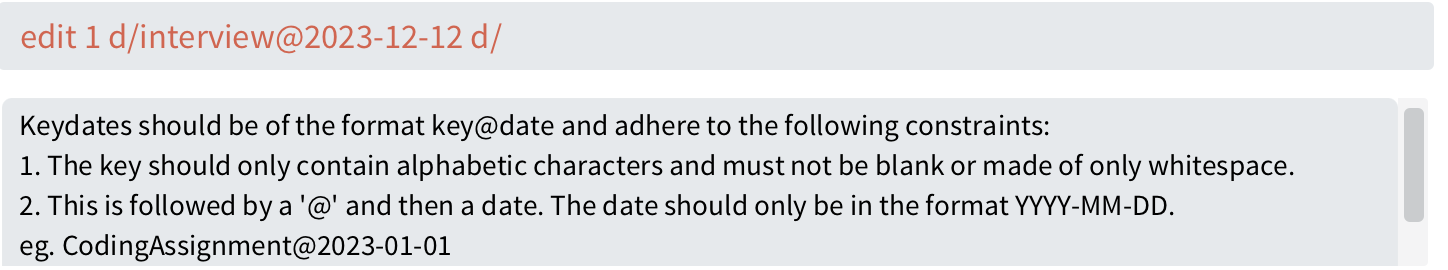 edit 1 d/interview@2023-12-12 d/
Keydates should be of the format key@date and adhere to the following constraints:
1. The key should only contain alphabetic characters and must not be blank or made of only whitespace.
2. This is followed by a '@' and then a date. The date should only be in the format YYYY-MM-DD.
eg. CodingAssignment@2023-01-01